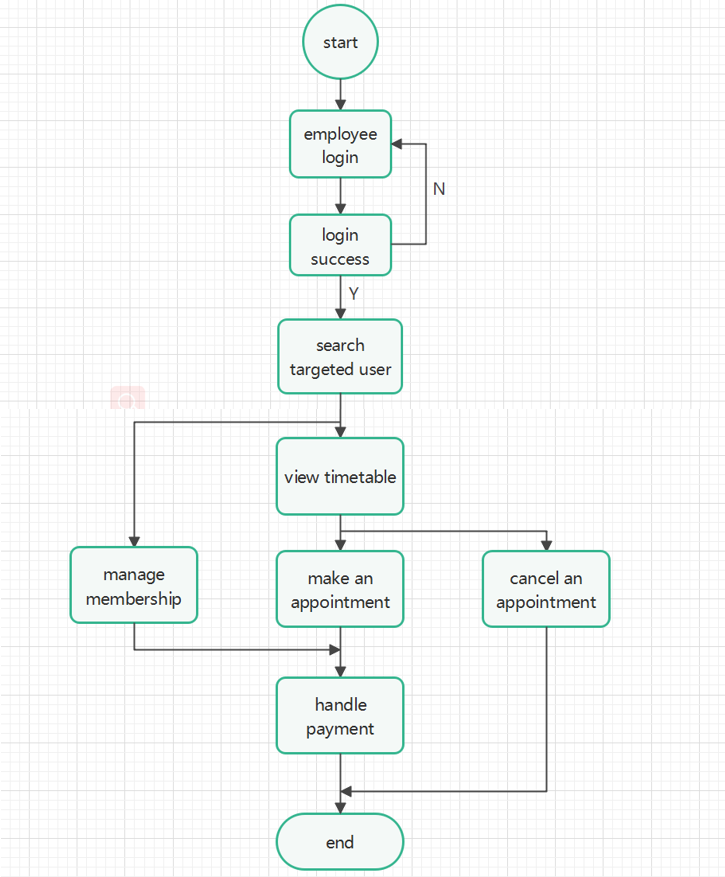 start
employee
login
N
login
success
Y
search
targeted user
view timetable
manage
membership
make an
appointment
cancel an
appointment
handle
payment
end